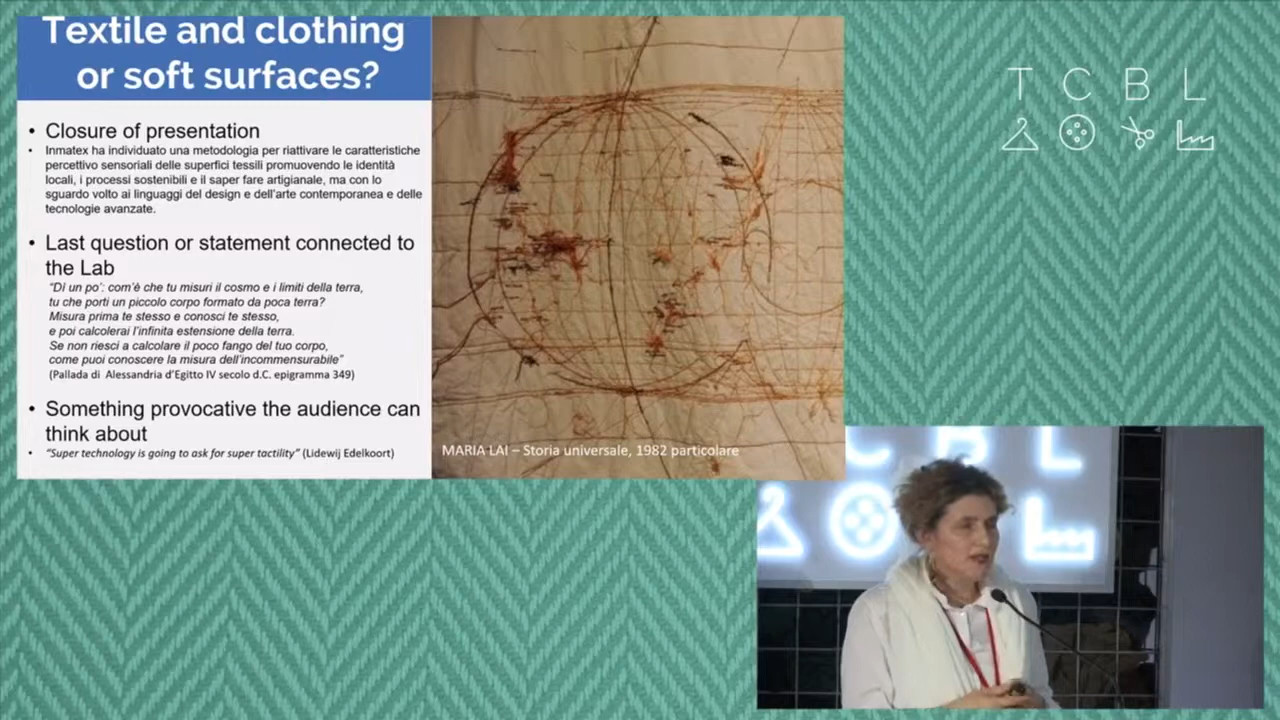 Textile and clothing
or soft surfaces?
• Closure of presentation
• Inmatex ha individuato una metodologia per riattivare le caratteristiche
percettivo sensoriali delle superfici tessili promuovendo le identità
locali, i processi sostenibili e il saper fare artigianale, ma con lo
sguardo volto ai linguaggi del design e dell'arte contemporanea e delle
tecnologie avanzate.
• Last question or statement connected to
the Lab
"Dì un po': com'è che tu misuri il cosmo e i limiti della terra,
tu che porti un piccolo corpo formato da poca terra?
Misura prima te stesso e conosci te stesso,
e poi calcolerai l'infinita estensione della terra.
Se non riesci a calcolare il poco fango del tuo corpo,
come puoi conoscere la misura dell'incommensurabile"
(Pallada di Alessandria d'Egitto IV secolo d.C. epigramma 349)
• Something provocative the audience can
think about
• "Super technology is going to ask for super tactility" (Lidewij Edelkoort)
MARIA LAI – Storia universale, 1982 particolare
T C B L
C B L